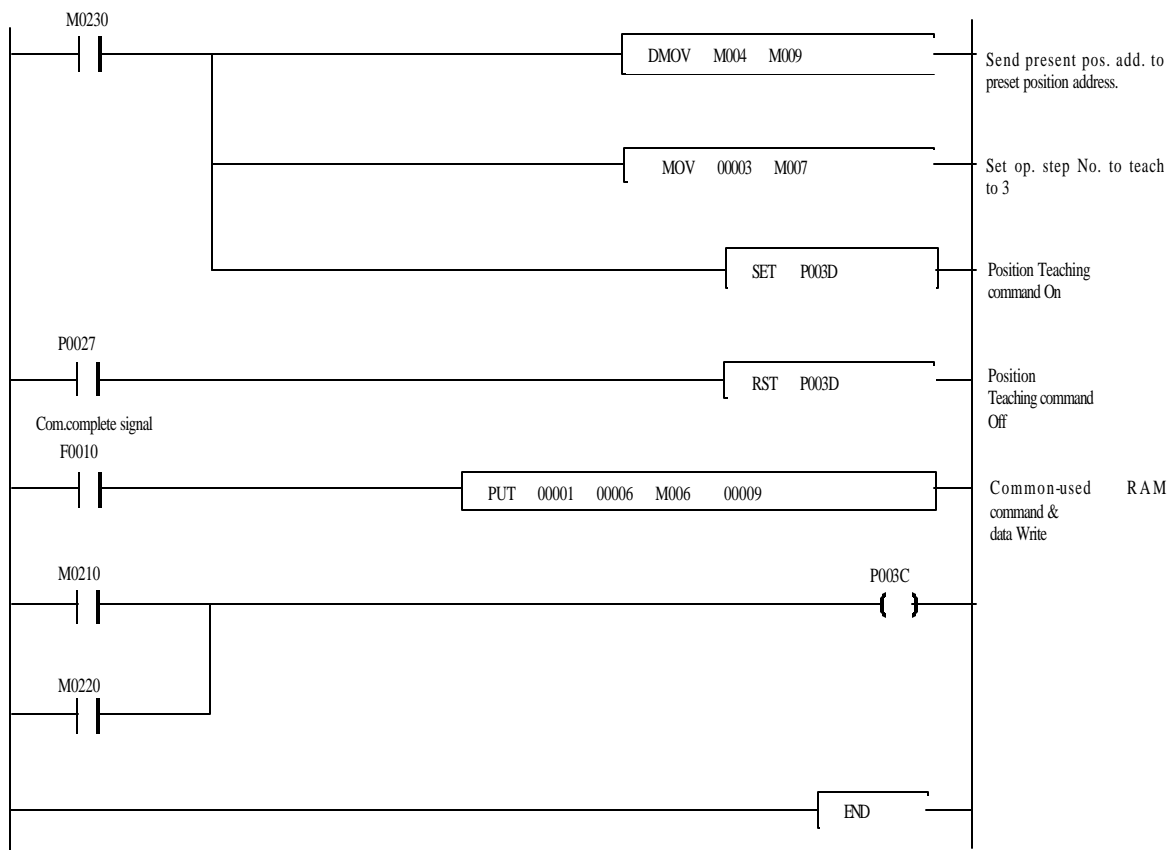 M0230
DMOV M004 M009
Send present pos. add. to
preset position address.
MOV 00003 M007
Set op. step No. to teach
to 3
SET P003D
Position Teaching
command On
P0027
RST P003D
Position
Teaching command
Off
Com.complete signal
F0010
PUT 00001 00006 M006 00009
Common-used RAM
command &
data Write
M0210
P003C
M0220
END